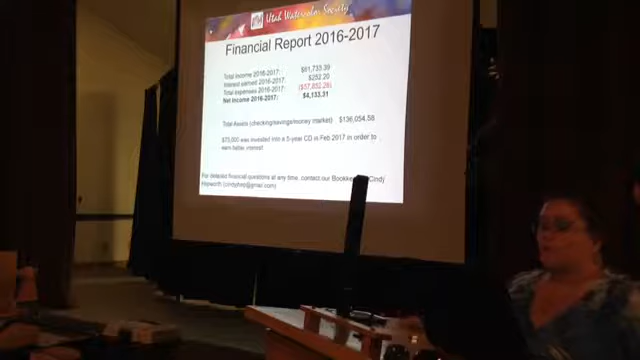 Utah Watercolor Society
Financial Report 2016-2017
Total Income 2016-2017: $61,733.39
Interest earned 2016-2017: $252.20
Total expenses 2016-2017: ($57,852.28)
Net Income 2016-2017: $4,133.31
Total Assets (checking/savings/money market) $136,054.58
$75,000 was invested into a 5-year CD in Feb 2017 in order to
earn better interest
For detailed financial questions at any time, contact our Cindy
Hepworth (cindyhep@gmail.com)